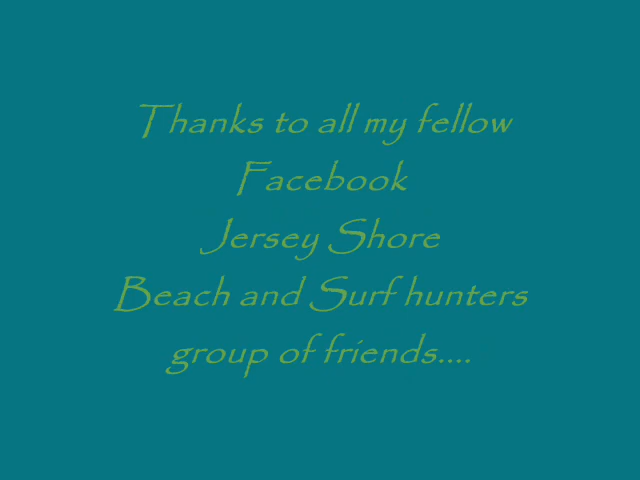 Thanks to all my fellow
Facebook
Jersey Shore
Beach and Surf hunters
group of friends....